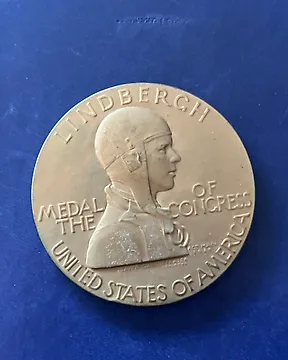 LINDBERGH
MEDAL OF
THE CONGRESS
UNITED STATES OF AMERICA